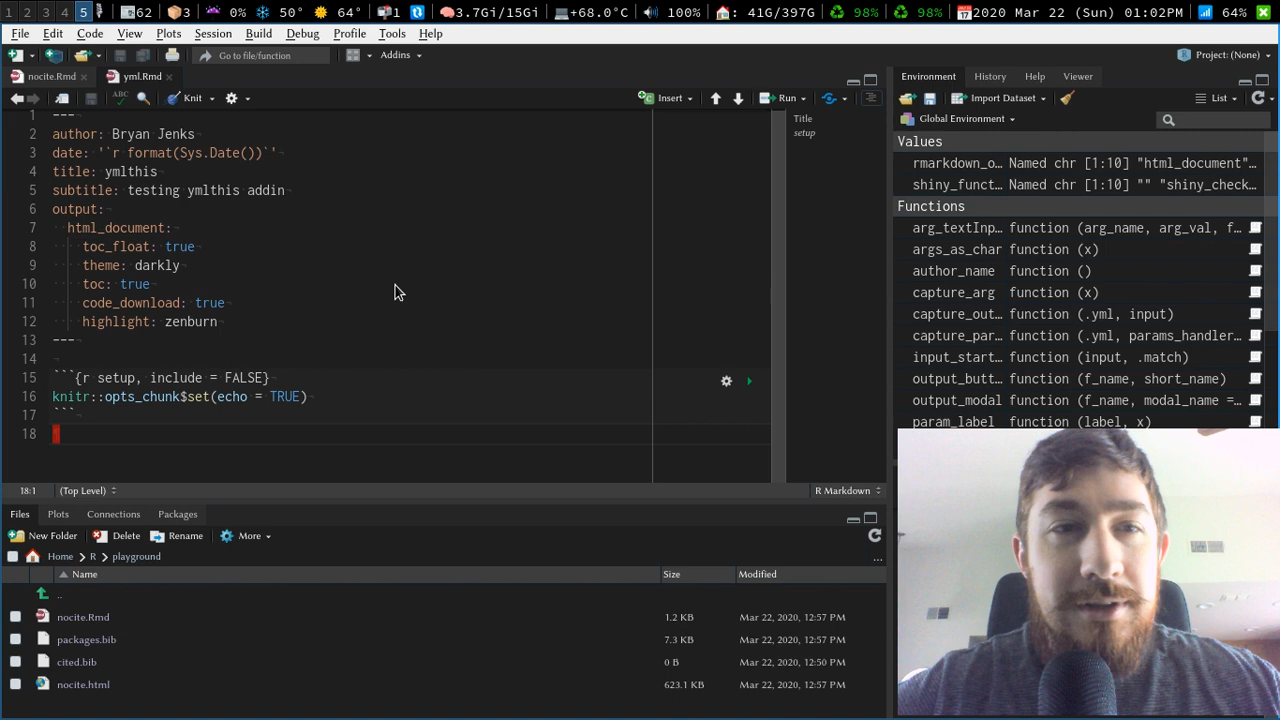 1 2 3 4 5 62 3 0% 50° 64° 1 3.7Gi/15Gi +68.0°C 100% : 41G/397G 98% 98% 2020 Mar 22 (Sun) 01:02PM 64%
File Edit Code View Plots Session Build Debug Profile Tools Help
Go to file/function Addins Project: (None)
nocite.Rmd yml.Rmd
Knit Insert Run
1 ---
2 author: Bryan Jenks
3 date: '`r format(Sys.Date())`'
4 title: ymlthis
5 subtitle: testing ymlthis addin
6 output:
7 html_document:
8 toc_float: true
9 theme: darkly
10 toc: true
11 code_download: true
12 highlight: zenburn
13 ---
14
15 ```{r setup, include = FALSE}
16 knitr::opts_chunk$set(echo = TRUE)
17 ```
18
Title
setup
18:1 (Top Level) R Markdown
Environment History Help Viewer
Import Dataset List
Global Environment
Values
rmarkdown_o… Named chr [1:10] "html_document"…
shiny_funct… Named chr [1:10] "" "shiny_check…
Functions
arg_textInp… function (arg_name, arg_val, f…
args_as_char function (x)
author_name function ()
capture_arg function (x)
capture_out… function (.yml, input)
capture_par… function (.yml, params_handler…
input_start… function (input, .match)
output_butt… function (f_name, short_name)
output_modal function (f_name, modal_name =…
param_label function (label, x)
Files Plots Connections Packages
New Folder Delete Rename More
Home R playground ...
Name Size Modified
..
nocite.Rmd 1.2 KB Mar 22, 2020, 12:57 PM
packages.bib 7.3 KB Mar 22, 2020, 12:57 PM
cited.bib 0 B Mar 22, 2020, 12:50 PM
nocite.html 623.1 KB Mar 22, 2020, 12:57 PM